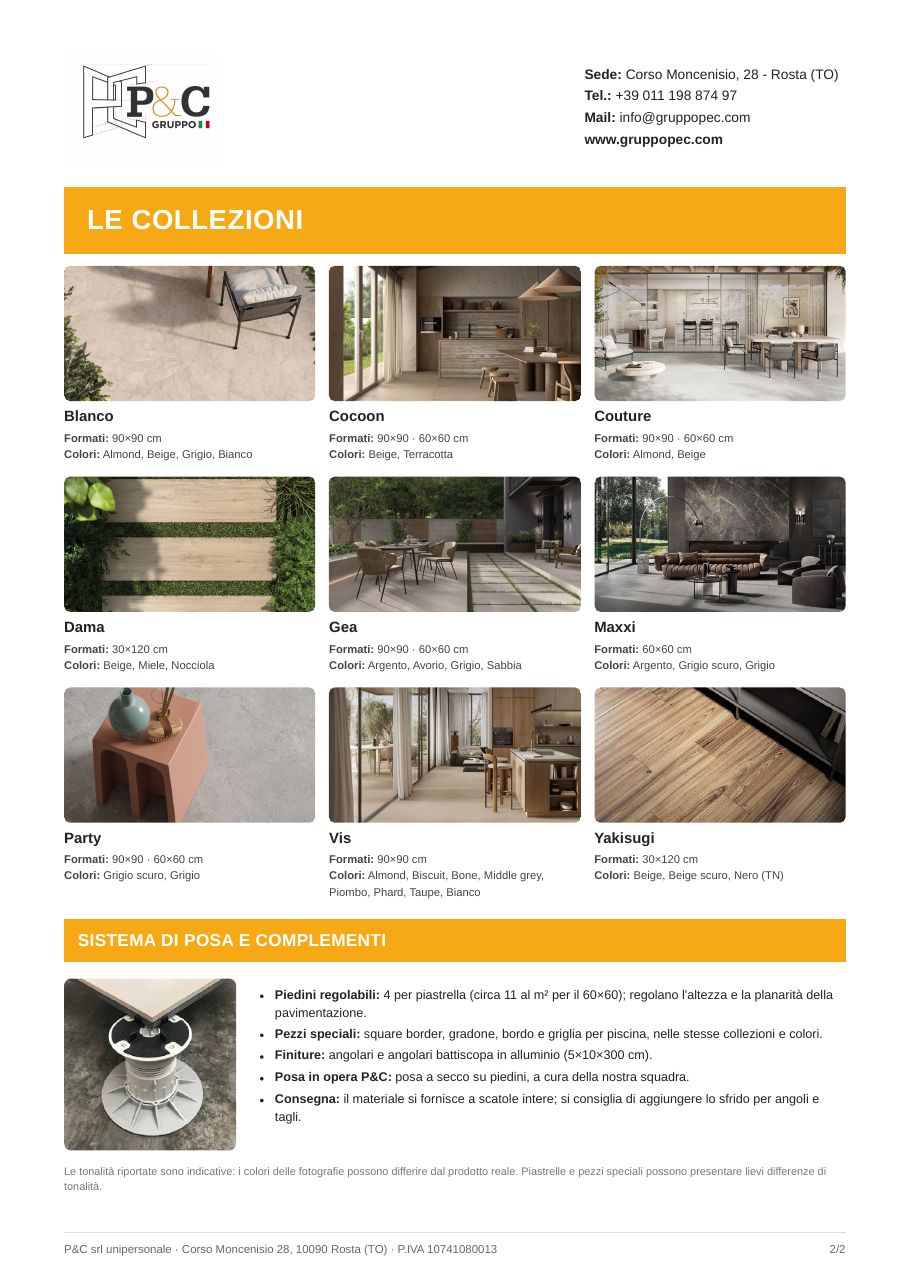 P&C
GRUPPO
Sede: Corso Moncenisio, 28 - Rosta (TO)
Tel.: +39 011 198 874 97
Mail: info@gruppopec.com
www.gruppopec.com
LE COLLEZIONI
Blanco
Formati: 90×90 cm
Colori: Almond, Beige, Grigio, Bianco
Cocoon
Formati: 90×90 · 60×60 cm
Colori: Beige, Terracotta
Couture
Formati: 90×90 · 60×60 cm
Colori: Almond, Beige
Dama
Formati: 30×120 cm
Colori: Beige, Miele, Nocciola
Gea
Formati: 90×90 · 60×60 cm
Colori: Argento, Avorio, Grigio, Sabbia
Maxxi
Formati: 60×60 cm
Colori: Argento, Grigio scuro, Grigio
Party
Formati: 90×90 · 60×60 cm
Colori: Grigio scuro, Grigio
Vis
Formati: 90×90 cm
Colori: Almond, Biscuit, Bone, Middle grey,
Piombo, Phard, Taupe, Bianco
Yakisugi
Formati: 30×120 cm
Colori: Beige, Beige scuro, Nero (TN)
SISTEMA DI POSA E COMPLEMENTI
• Piedini regolabili: 4 per piastrella (circa 11 al m² per il 60×60); regolano l'altezza e la planarità della
pavimentazione.
• Pezzi speciali: square border, gradone, bordo e griglia per piscina, nelle stesse collezioni e colori.
• Finiture: angolari e angolari battiscopa in alluminio (5×10×300 cm).
• Posa in opera P&C: posa a secco su piedini, a cura della nostra squadra.
• Consegna: il materiale si fornisce a scatole intere; si consiglia di aggiungere lo sfrido per angoli e
tagli.
Le tonalità riportate sono indicative: i colori delle fotografie possono differire dal prodotto reale. Piastrelle e pezzi speciali possono presentare lievi differenze di
tonalità.
P&C srl unipersonale · Corso Moncenisio 28, 10090 Rosta (TO) · P.IVA 10741080013
2/2